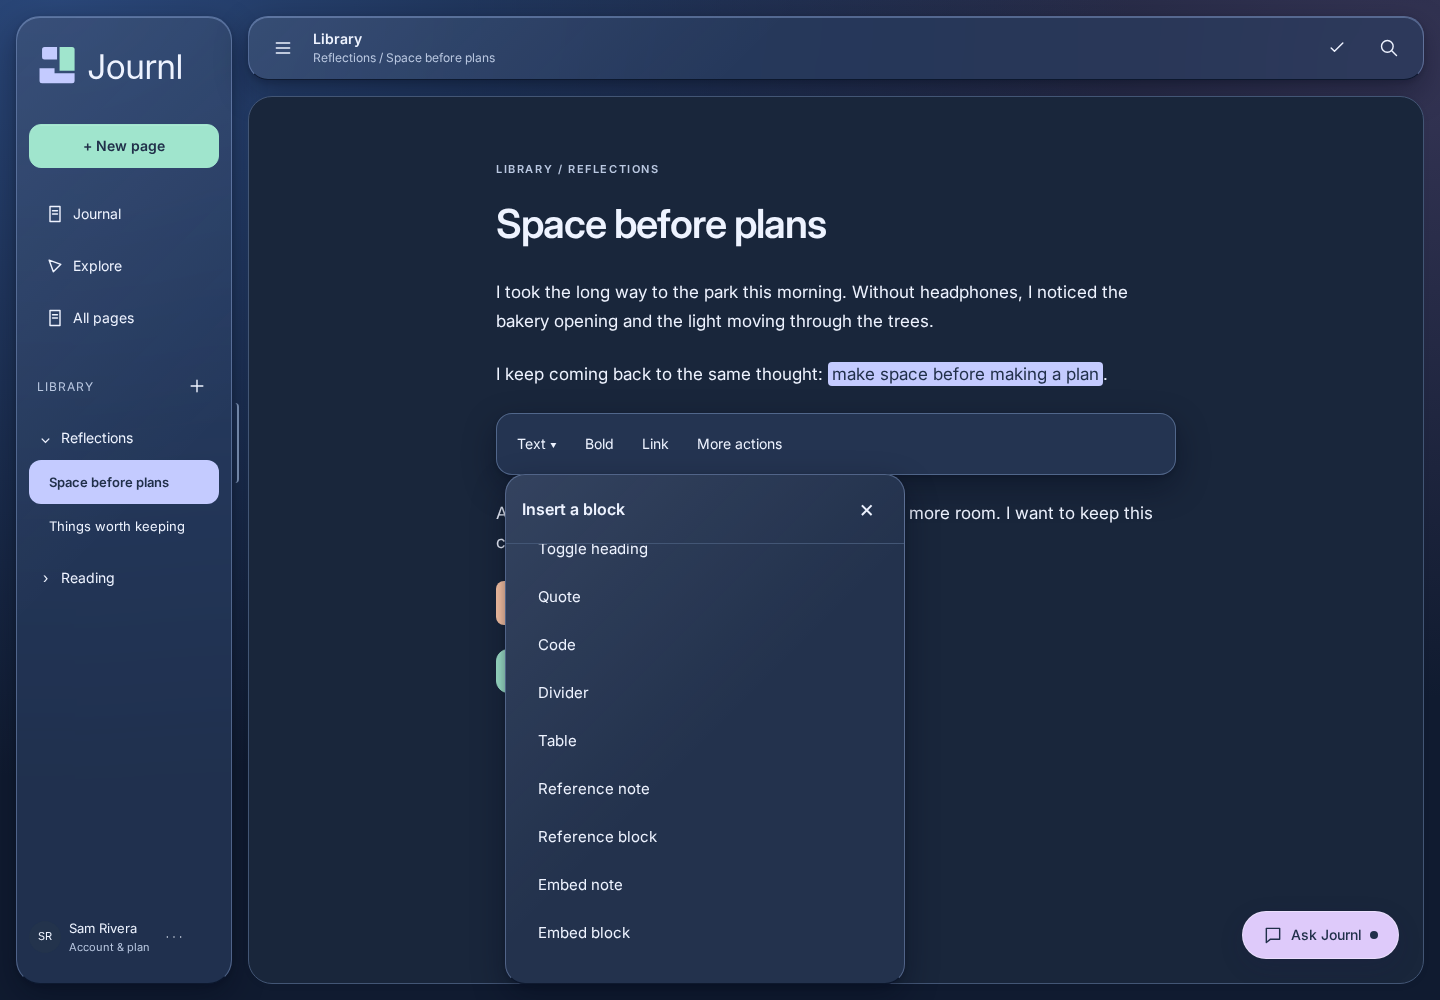 Journl
+ New page
Journal
Explore
All pages
LIBRARY
Reflections
Space before plans
Things worth keeping
Reading
SR
Sam Rivera
Account & plan
...
Library
Reflections / Space before plans
LIBRARY / REFLECTIONS
Space before plans
I took the long way to the park this morning. Without headphones, I noticed the
bakery opening and the light moving through the trees.
I keep coming back to the same thought: make space before making a plan.
Text ▾ Bold Link More actions
more room. I want to keep this
Insert a block
Toggle heading
Quote
Code
Divider
Table
Reference note
Reference block
Embed note
Embed block
Ask Journl